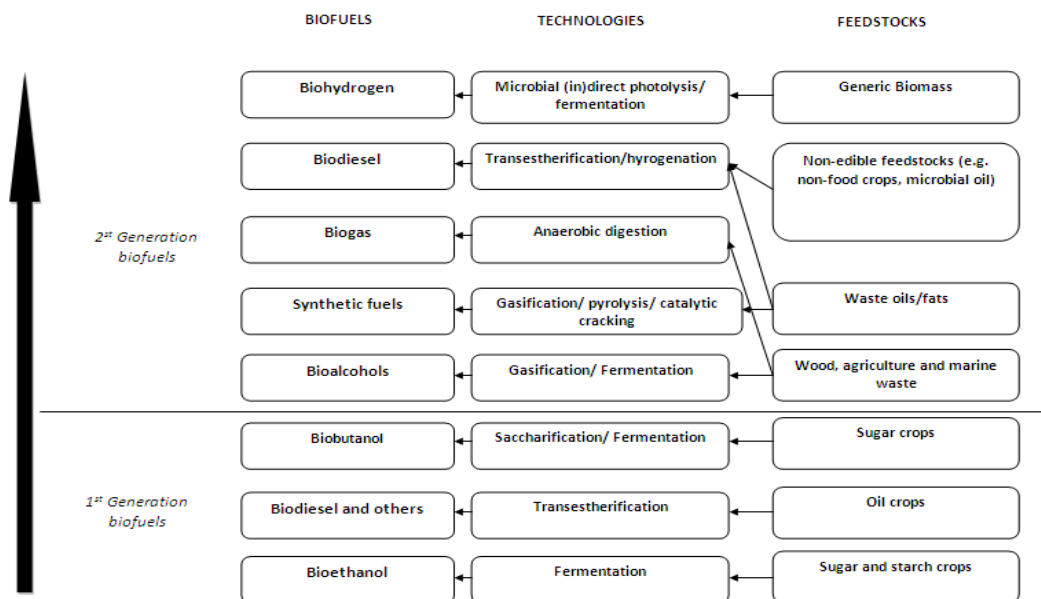 BIOFUELS TECHNOLOGIES FEEDSTOCKS
Biohydrogen
Microbial (in)direct photolysis/
fermentation
Generic Biomass
Biodiesel
Transestherification/hyrogenation
Non-edible feedstocks (e.g.
non-food crops, microbial oil)
2st Generation
biofuels
Biogas
Anaerobic digestion
Synthetic fuels
Gasification/ pyrolysis/ catalytic
cracking
Waste oils/fats
Bioalcohols
Gasification/ Fermentation
Wood, agriculture and marine
waste
1st Generation
biofuels
Biobutanol
Saccharification/ Fermentation
Sugar crops
Biodiesel and others
Transestherification
Oil crops
Bioethanol
Fermentation
Sugar and starch crops